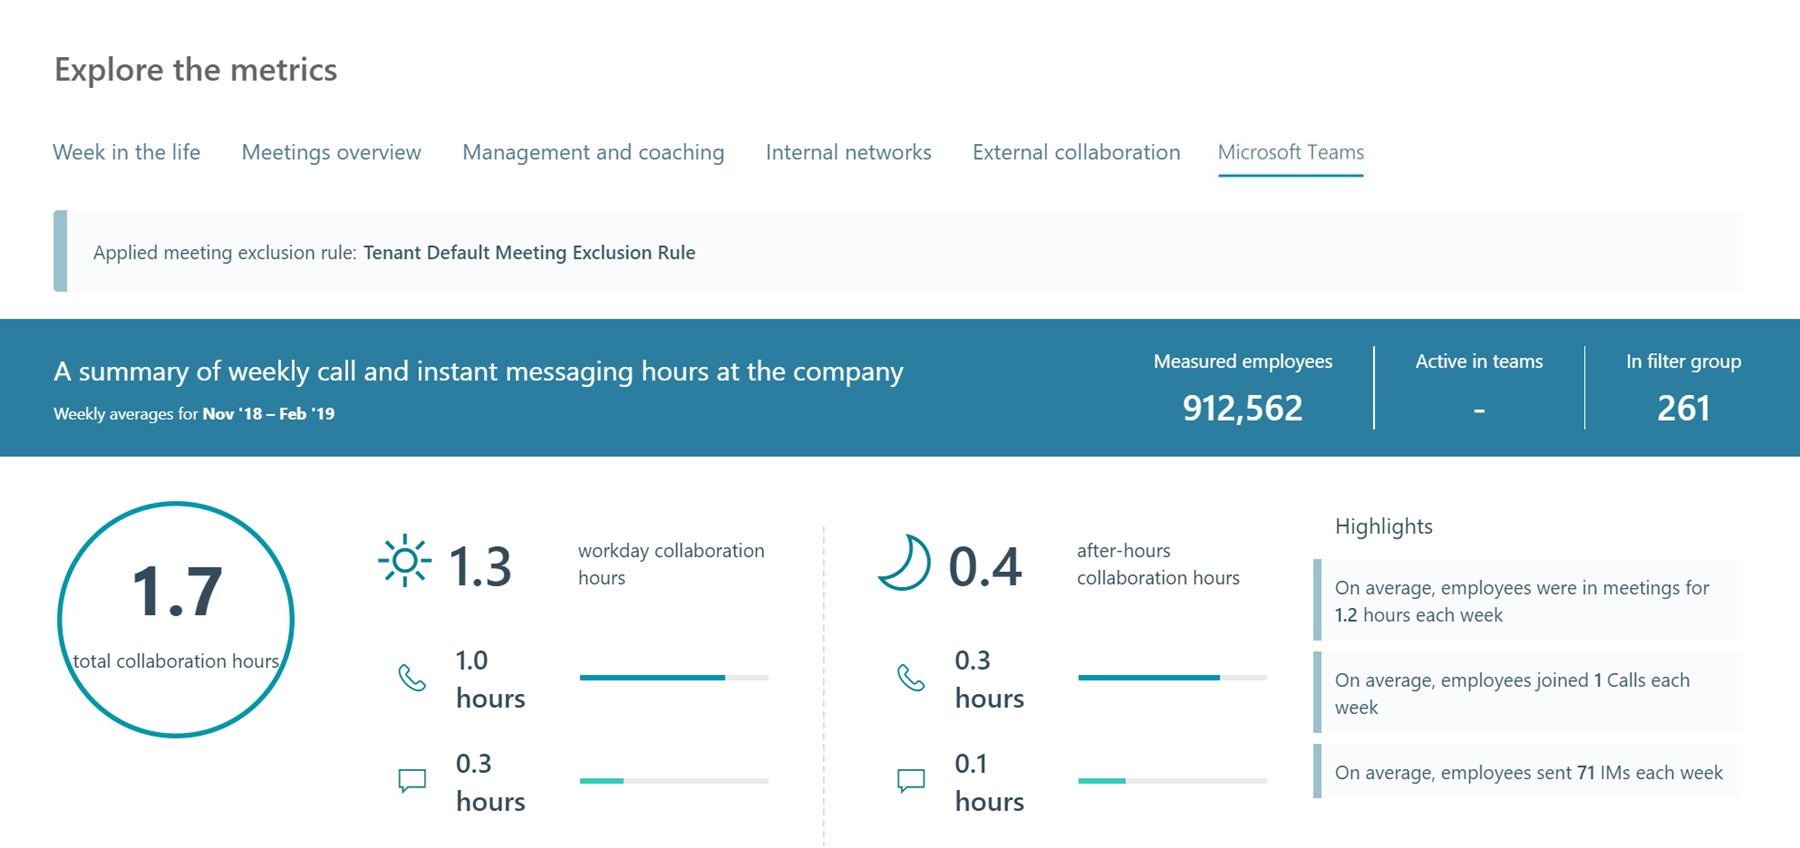 Explore the metrics
Week in the life Meetings overview Management and coaching Internal networks External collaboration Microsoft Teams
Applied meeting exclusion rule: Tenant Default Meeting Exclusion Rule
A summary of weekly call and instant messaging hours at the company
Weekly averages for Nov '18 – Feb '19
Measured employees
912,562
Active in teams
-
In filter group
261
1.7
total collaboration hours
1.3
workday collaboration
hours
1.0
hours
0.3
hours
0.4
after-hours
collaboration hours
0.3
hours
0.1
hours
Highlights
On average, employees were in meetings for
1.2 hours each week
On average, employees joined 1 Calls each
week
On average, employees sent 71 IMs each week